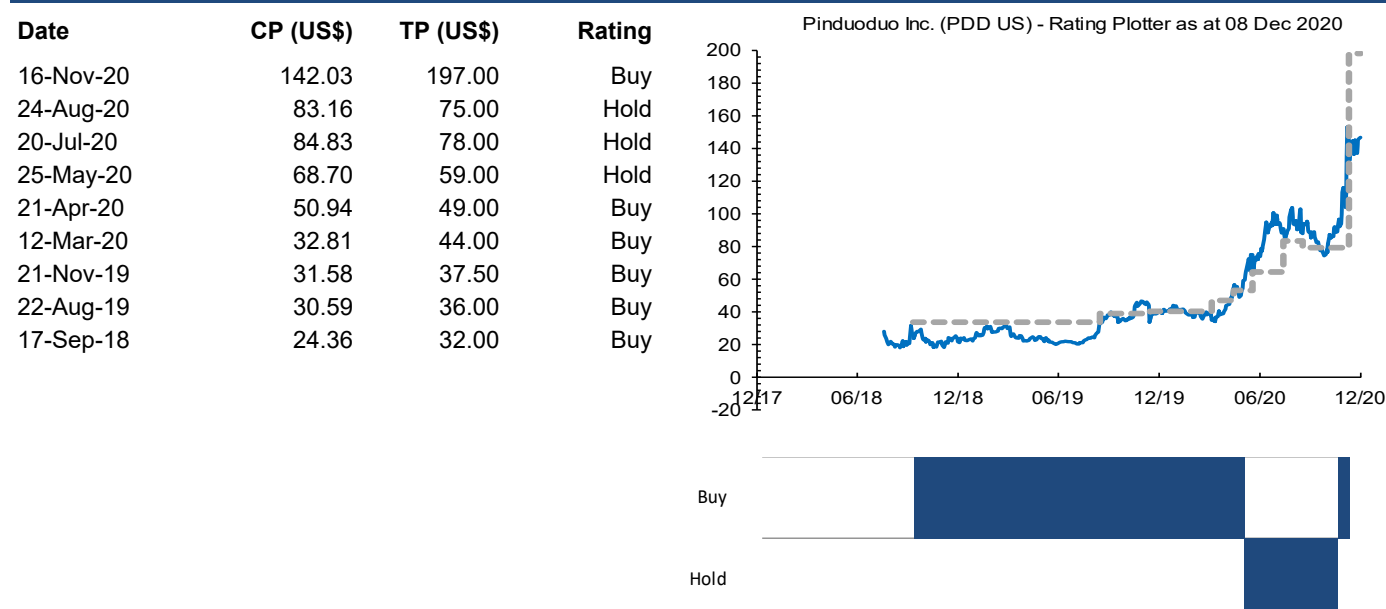 Date CP (US$) TP (US$) Rating
16-Nov-20 142.03 197.00 Buy
24-Aug-20 83.16 75.00 Hold
20-Jul-20 84.83 78.00 Hold
25-May-20 68.70 59.00 Hold
21-Apr-20 50.94 49.00 Buy
12-Mar-20 32.81 44.00 Buy
21-Nov-19 31.58 37.50 Buy
22-Aug-19 30.59 36.00 Buy
17-Sep-18 24.36 32.00 Buy
Pinduoduo Inc. (PDD US) - Rating Plotter as at 08 Dec 2020
200
180
160
140
120
100
80
60
40
20
0
-20
12/17 06/18 12/18 06/19 12/19 06/20 12/20
Buy
Hold